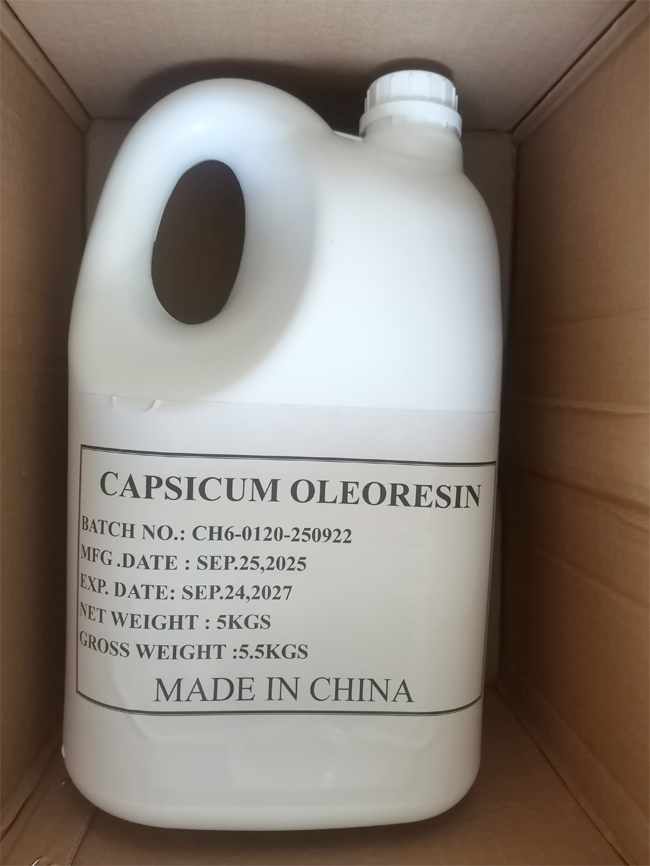 CAPSICUM OLEORESIN
BATCH NO.: CH6-0120-250922
MFG .DATE : SEP.25,2025
EXP. DATE: SEP.24,2027
NET WEIGHT : 5KGS
GROSS WEIGHT :5.5KGS
MADE IN CHINA